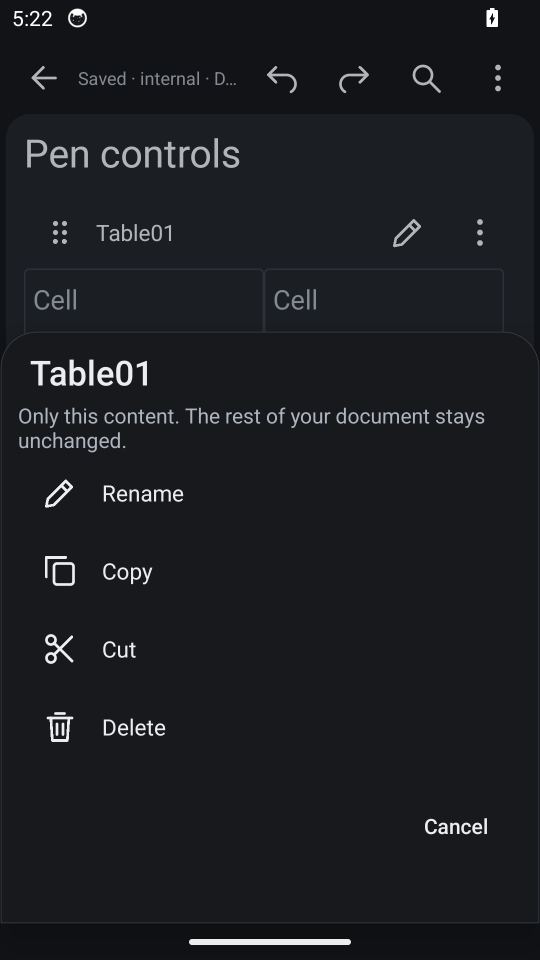 5:22
Saved · internal · D...
Pen controls
Table01
Cell Cell
Table01
Only this content. The rest of your document stays
unchanged.
Rename
Copy
Cut
Delete
Cancel